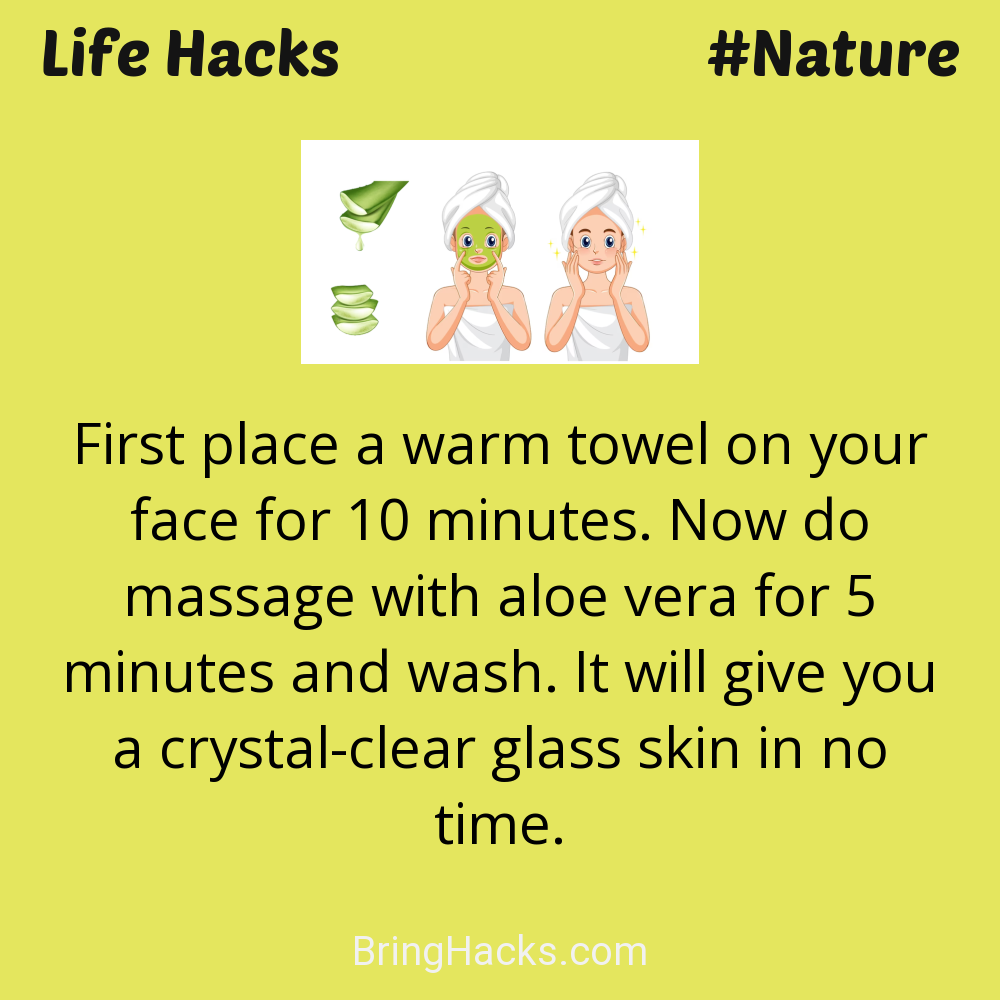 Life Hacks
#Nature
First place a warm towel on your
face for 10 minutes. Now do
massage with aloe vera for 5
minutes and wash. It will give you
a crystal-clear glass skin in no
time.
BringHacks.com